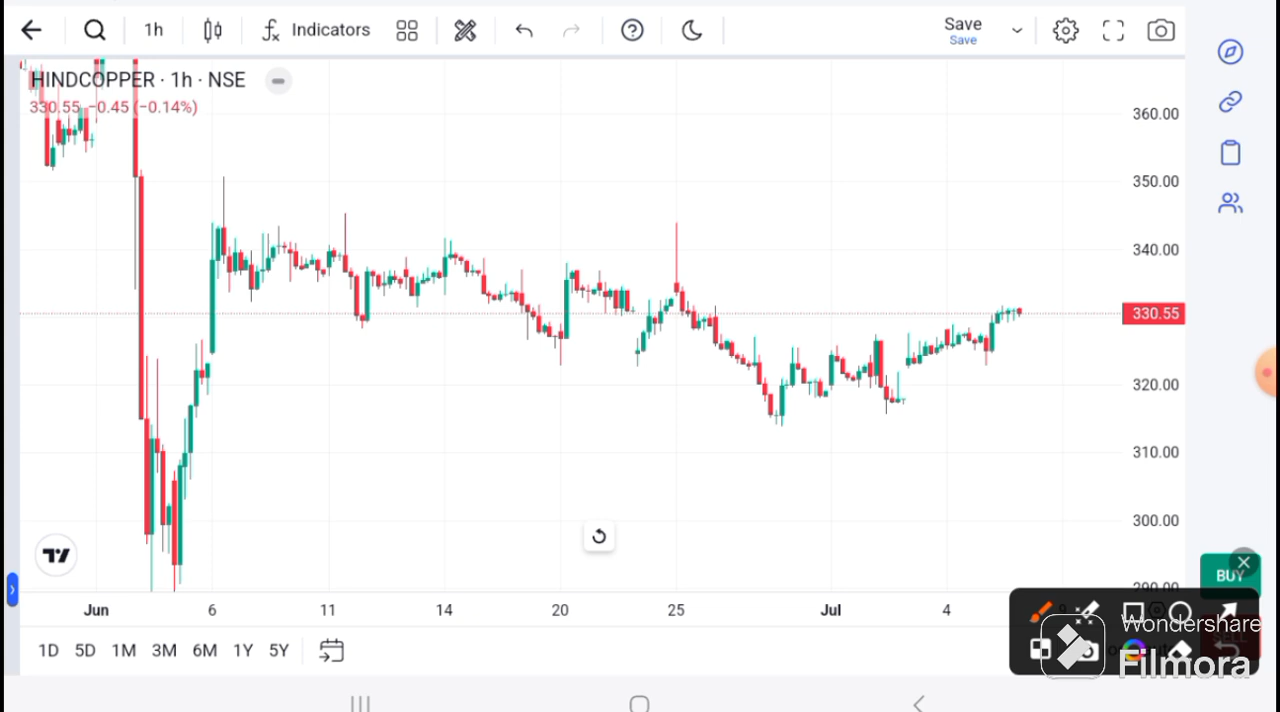 1h
Indicators
Save
Save
HINDCOPPER · 1h · NSE
330.55 −0.45 (−0.14%)
360.00
350.00
340.00
330.55
320.00
310.00
300.00
290.00
Jun 6 11 14 20 25 Jul 4
1D 5D 1M 3M 6M 1Y 5Y
BUY
Wondershare
Filmora